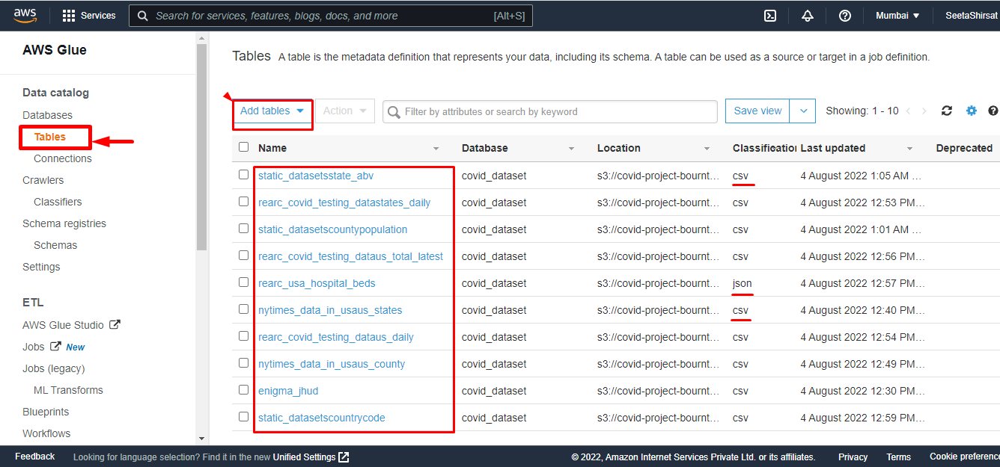 aws Services Search for services, features, blogs, docs, and more [Alt+S] Mumbai ▼ SeetaShirsat
AWS Glue
Data catalog
Databases
Tables
Connections
Crawlers
Classifiers
Schema registries
Schemas
Settings
ETL
AWS Glue Studio
Jobs New
Jobs (legacy)
ML Transforms
Blueprints
Workflows
Tables A table is the metadata definition that represents your data, including its schema. A table can be used as a source or target in a job definition.
Add tables Action Filter by attributes or search by keyword Save view Showing: 1 - 10
Name Database Location Classification Last updated Deprecated
static_datasetsstate_abv covid_dataset s3://covid-project-bournt… csv 4 August 2022 1:05 AM …
rearc_covid_testing_datastates_daily covid_dataset s3://covid-project-bournt… csv 4 August 2022 12:53 PM…
static_datasetscountypopulation covid_dataset s3://covid-project-bournt… csv 4 August 2022 1:01 AM …
rearc_covid_testing_dataus_total_latest covid_dataset s3://covid-project-bournt… csv 4 August 2022 12:56 PM…
rearc_usa_hospital_beds covid_dataset s3://covid-project-bournt… json 4 August 2022 12:57 PM…
nytimes_data_in_usaus_states covid_dataset s3://covid-project-bournt… csv 4 August 2022 12:40 PM…
rearc_covid_testing_dataus_daily covid_dataset s3://covid-project-bournt… csv 4 August 2022 12:54 PM…
nytimes_data_in_usaus_county covid_dataset s3://covid-project-bournt… csv 4 August 2022 12:49 PM…
enigma_jhud covid_dataset s3://covid-project-bournt… csv 4 August 2022 12:30 PM…
static_datasetscountrycode covid_dataset s3://covid-project-bournt… csv 4 August 2022 12:59 PM…
Feedback Looking for language selection? Find it in the new Unified Settings © 2022, Amazon Internet Services Private Ltd. or its affiliates. Privacy Terms Cookie preference